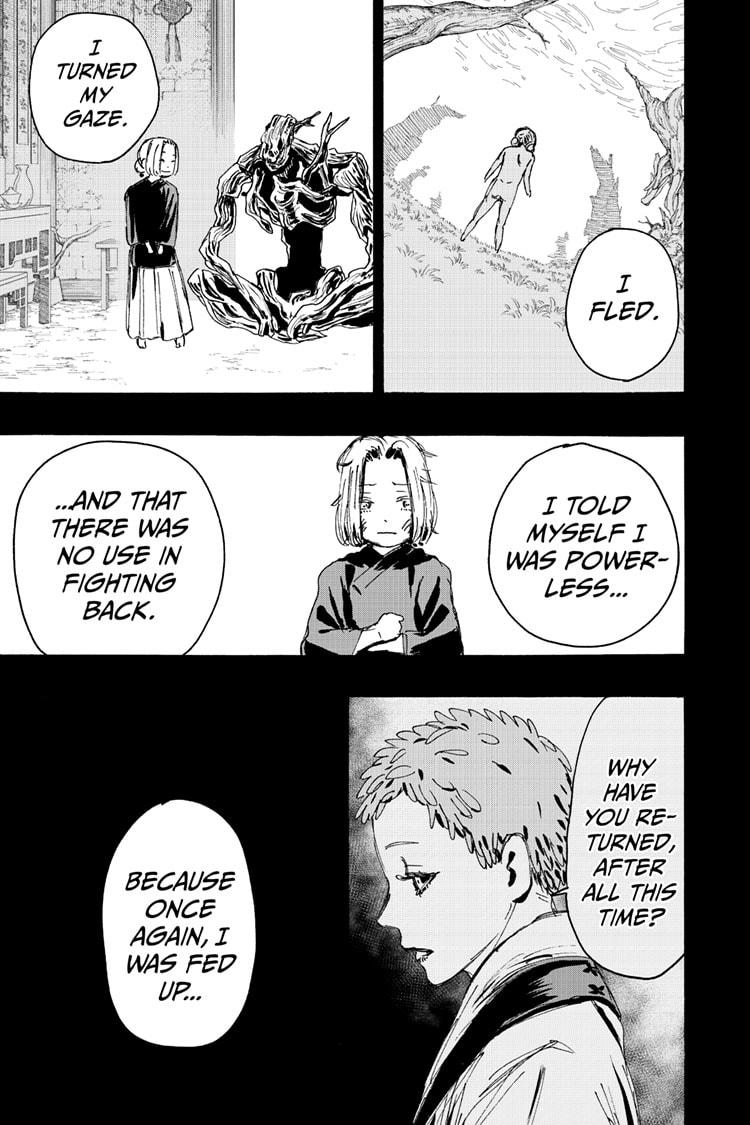 I
FLED.
I
TURNED
MY
GAZE.
I TOLD
MYSELF I
WAS POWER-
LESS...
...AND THAT
THERE WAS
NO USE IN
FIGHTING
BACK.
WHY
HAVE
YOU RE-
TURNED,
AFTER
ALL THIS
TIME?
BECAUSE
ONCE
AGAIN, I
WAS FED
UP...